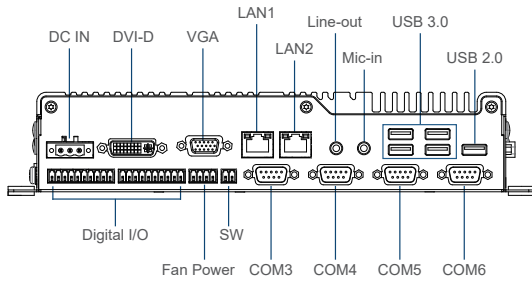 LAN1
Line-out
USB 3.0
DC IN
DVI-D
VGA
LAN2
Mic-in
USB 2.0
Digital I/O
SW
Fan Power
COM3
COM4
COM5
COM6